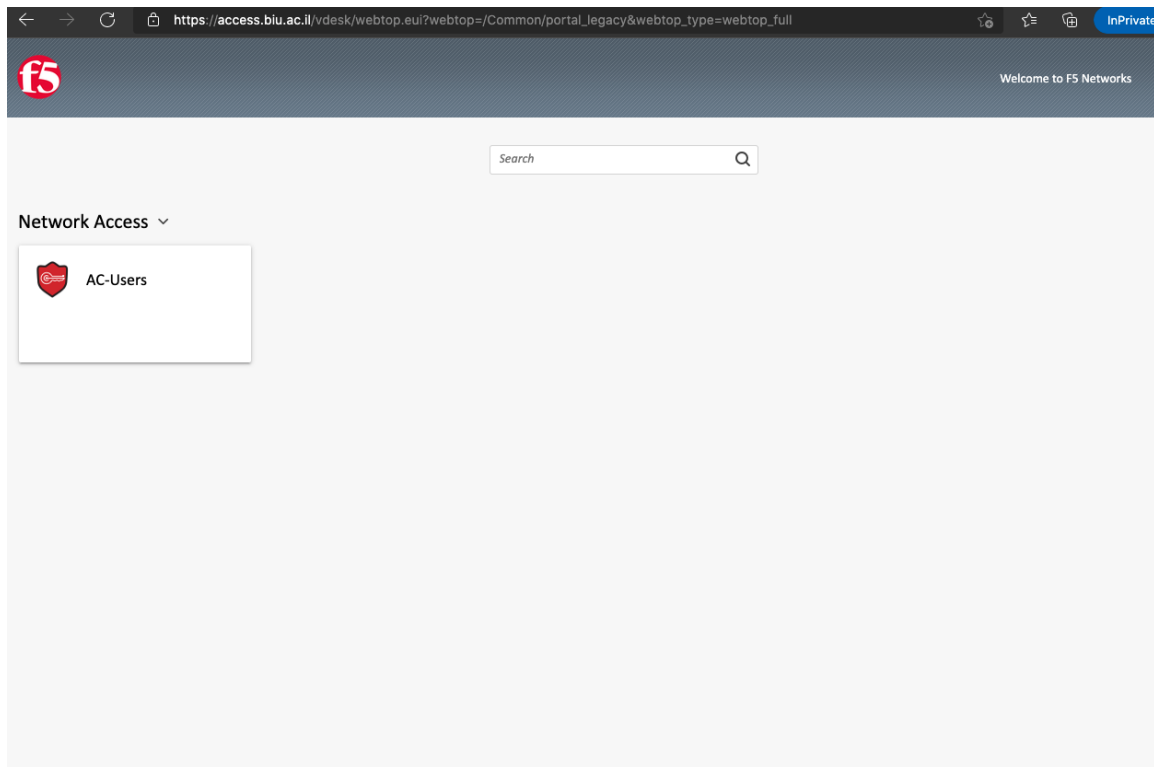 https://access.biu.ac.il/vdesk/webtop.eui?webtop=/Common/portal_legacy&webtop_type=webtop_full
InPrivate
f5
Welcome to F5 Networks
Search
Network Access
AC-Users